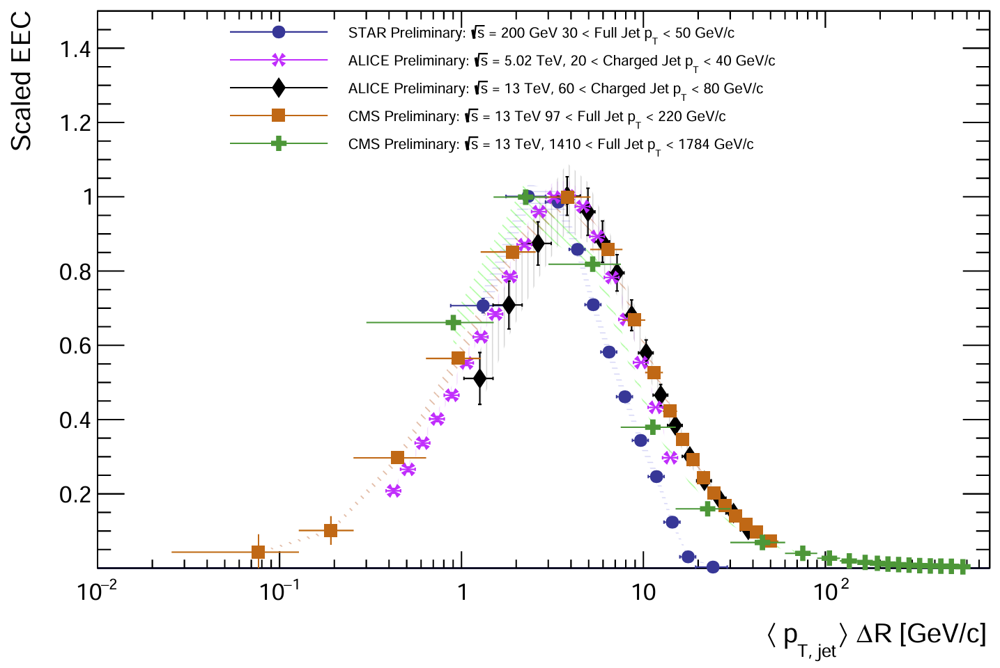 Scaled EEC
STAR Preliminary: √s = 200 GeV 30 < Full Jet p_T < 50 GeV/c
ALICE Preliminary: √s = 5.02 TeV, 20 < Charged Jet p_T < 40 GeV/c
ALICE Preliminary: √s = 13 TeV, 60 < Charged Jet p_T < 80 GeV/c
CMS Preliminary: √s = 13 TeV 97 < Full Jet p_T < 220 GeV/c
CMS Preliminary: √s = 13 TeV, 1410 < Full Jet p_T < 1784 GeV/c
1.4
1.2
1
0.8
0.6
0.4
0.2
10⁻² 10⁻¹ 1 10 10²
⟨ p_T, jet ⟩ ΔR [GeV/c]